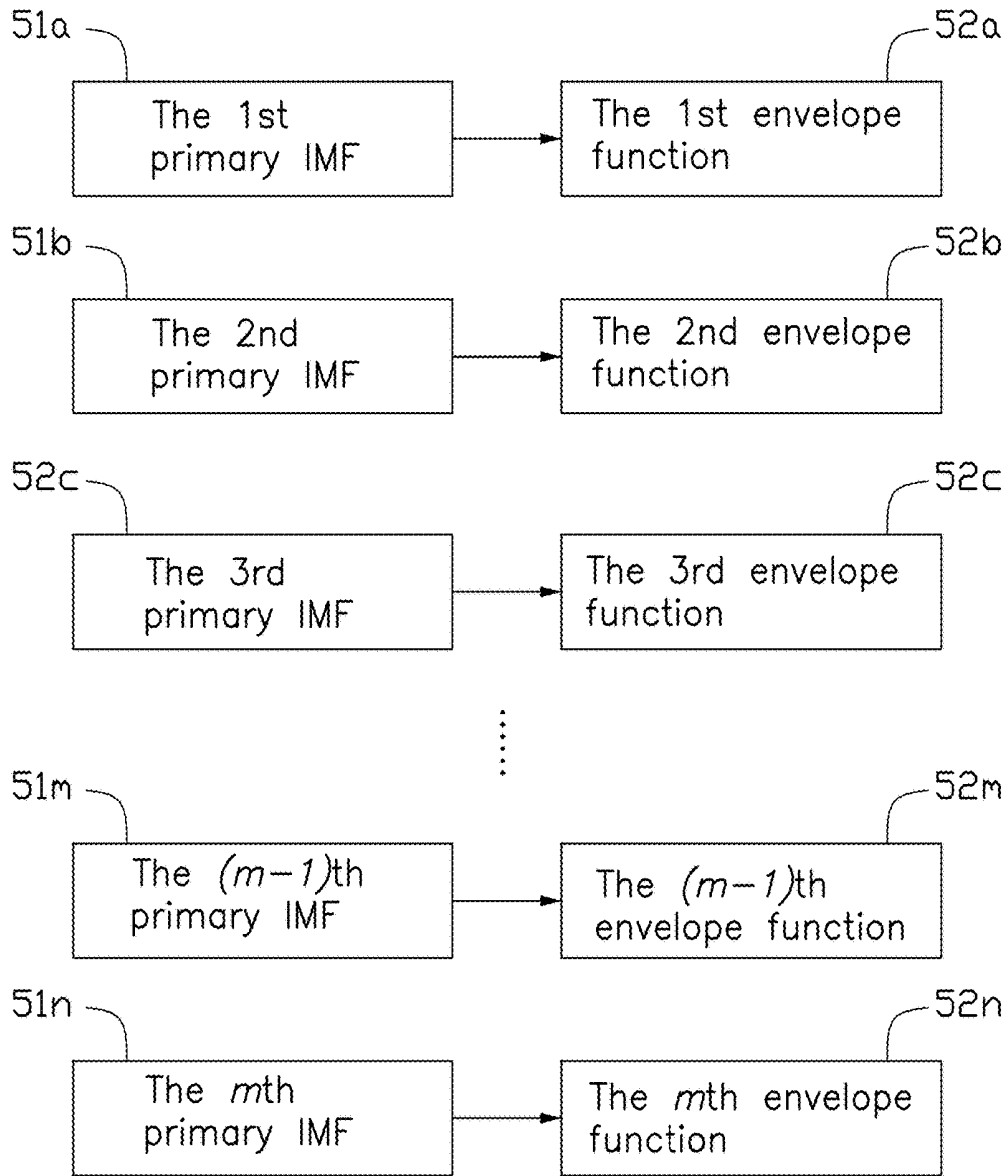 51a
52a
The 1st
primary IMF
The 1st envelope
function
51b
52b
The 2nd
primary IMF
The 2nd envelope
function
52c
52c
The 3rd
primary IMF
The 3rd envelope
function
51m
52m
The (m-1)th
primary IMF
The (m-1)th
envelope function
51n
52n
The mth
primary IMF
The mth envelope
function